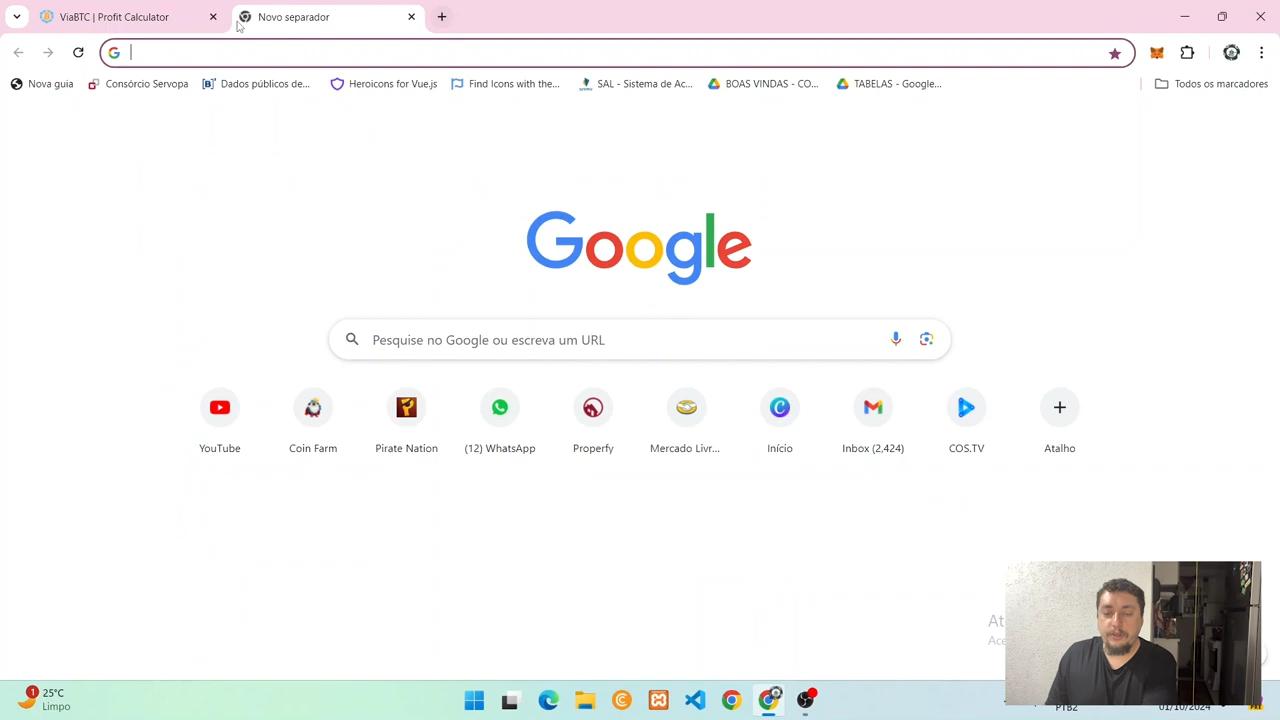 ViaBTC | Profit Calculator
Novo separador
Nova guia
Consórcio Servopa
Dados públicos de...
Heroicons for Vue.js
Find Icons with the...
SAL - Sistema de Ac...
BOAS VINDAS - CO...
TABELAS - Google...
Todos os marcadores
Google
Pesquise no Google ou escreva um URL
YouTube
Coin Farm
Pirate Nation
(12) WhatsApp
Properfy
Mercado Livr...
Início
Inbox (2,424)
COS.TV
Atalho
1
25°C
Limpo
PTB2
01/10/2024